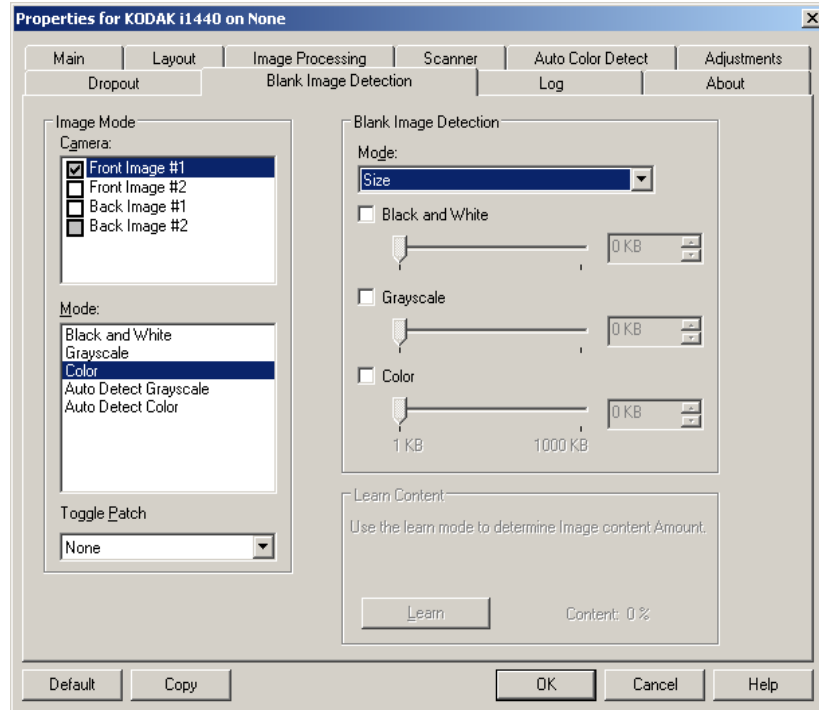 Properties for KODAK i1440 on None
Main Layout Image Processing Scanner Auto Color Detect Adjustments
Dropout Blank Image Detection Log About
Image Mode
Camera:
Front Image #1
Front Image #2
Back Image #1
Back Image #2
Mode:
Black and White
Grayscale
Color
Auto Detect Grayscale
Auto Detect Color
Toggle Patch
None
Blank Image Detection
Mode:
Size
Black and White
0 KB
Grayscale
0 KB
Color
0 KB
1 KB 1000 KB
Learn Content
Use the learn mode to determine Image content Amount.
Learn Content: 0 %
Default Copy OK Cancel Help